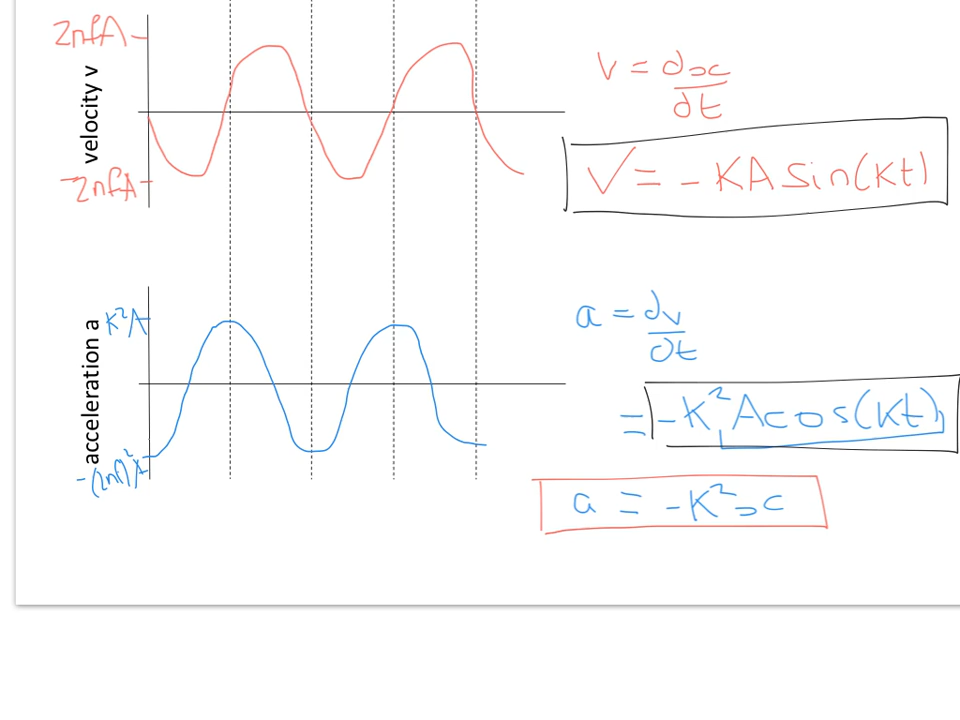 2πfA
velocity v
-2πfA
v = dx/dt
V = -KA sin(Kt)
acceleration a
K²A
-(2πf)²A
a = dv/dt
= -K²A cos(Kt)
a = -K²x